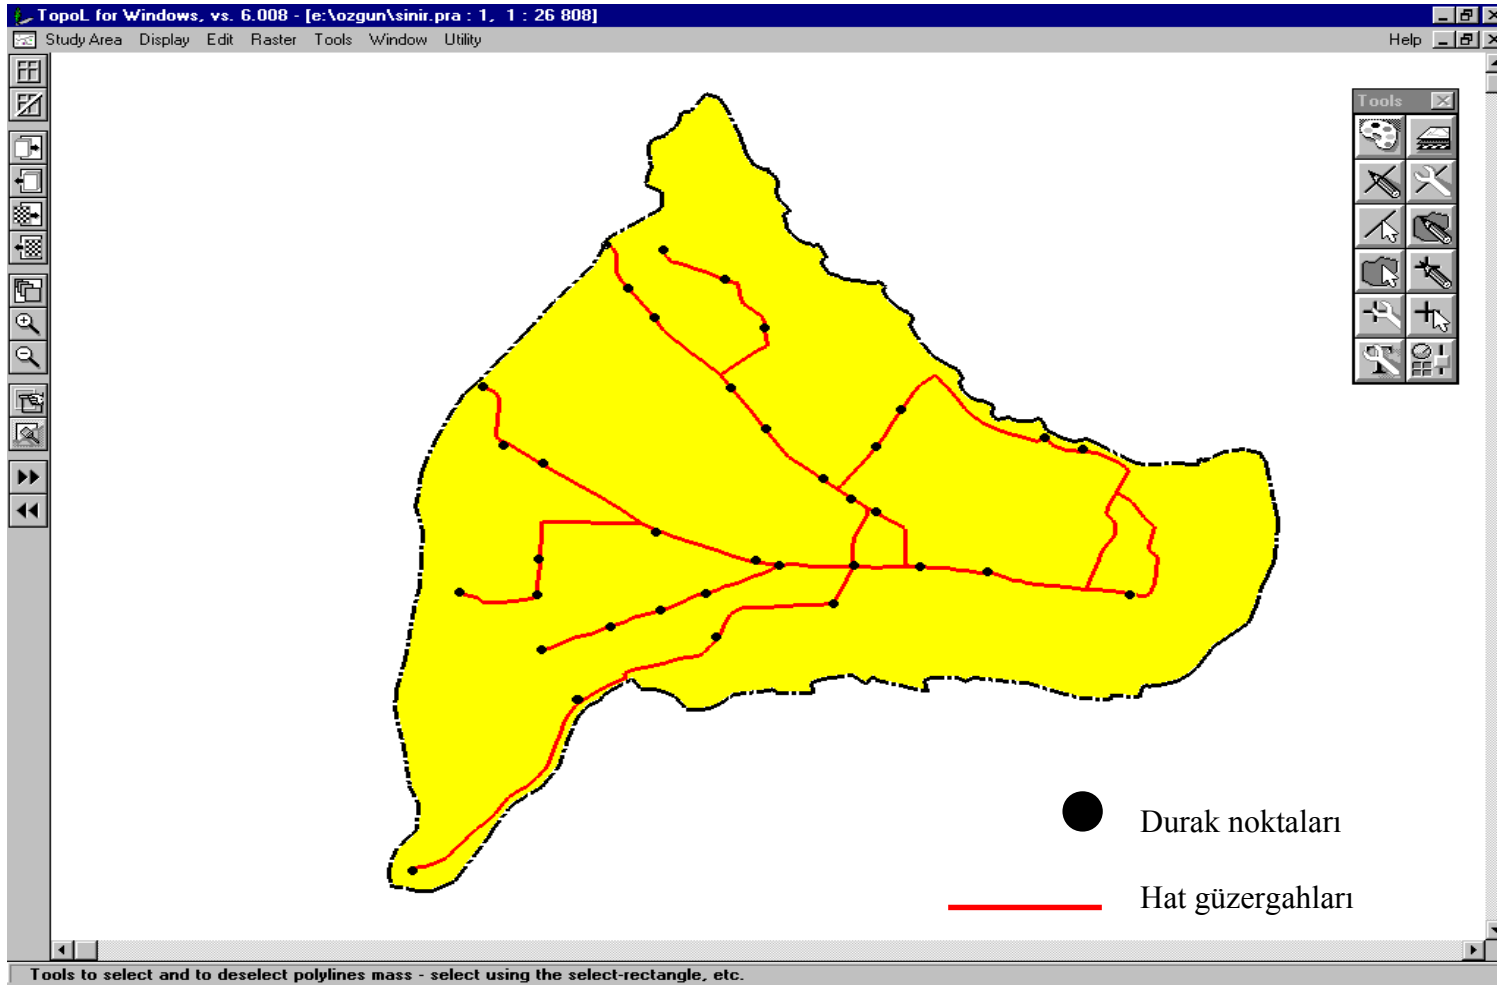 TopoL for Windows, vs. 6.008 - [e:\ozgun\sinir.pra : 1, 1 : 26 808]
Study Area Display Edit Raster Tools Window Utility Help
Tools
Durak noktaları
Hat güzergahları
Tools to select and to deselect polylines mass - select using the select-rectangle, etc.